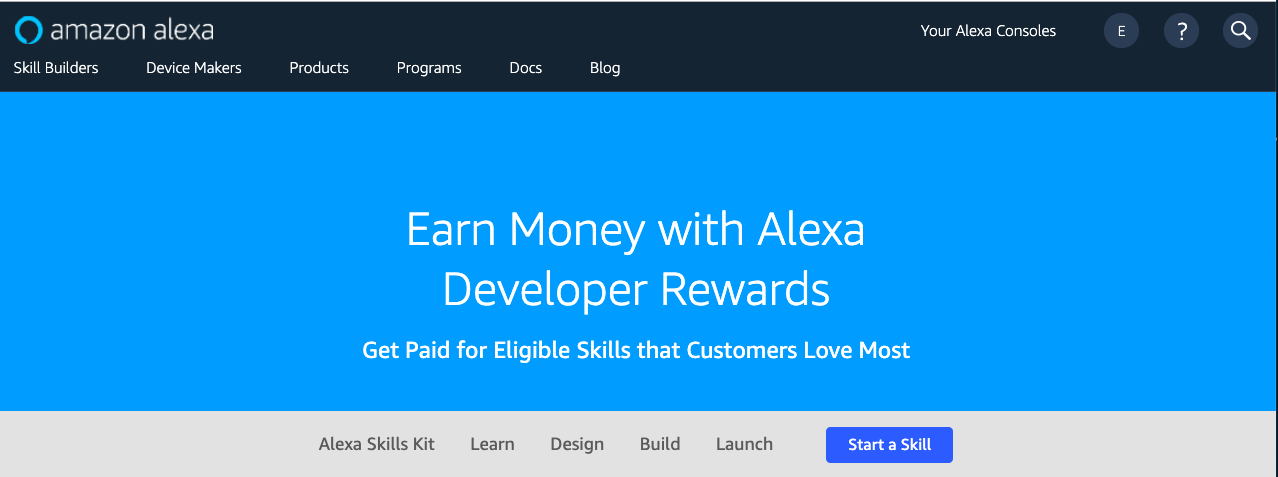 amazon alexa
Your Alexa Consoles
E
?
Skill Builders
Device Makers
Products
Programs
Docs
Blog
Earn Money with Alexa
Developer Rewards
Get Paid for Eligible Skills that Customers Love Most
Alexa Skills Kit
Learn
Design
Build
Launch
Start a Skill